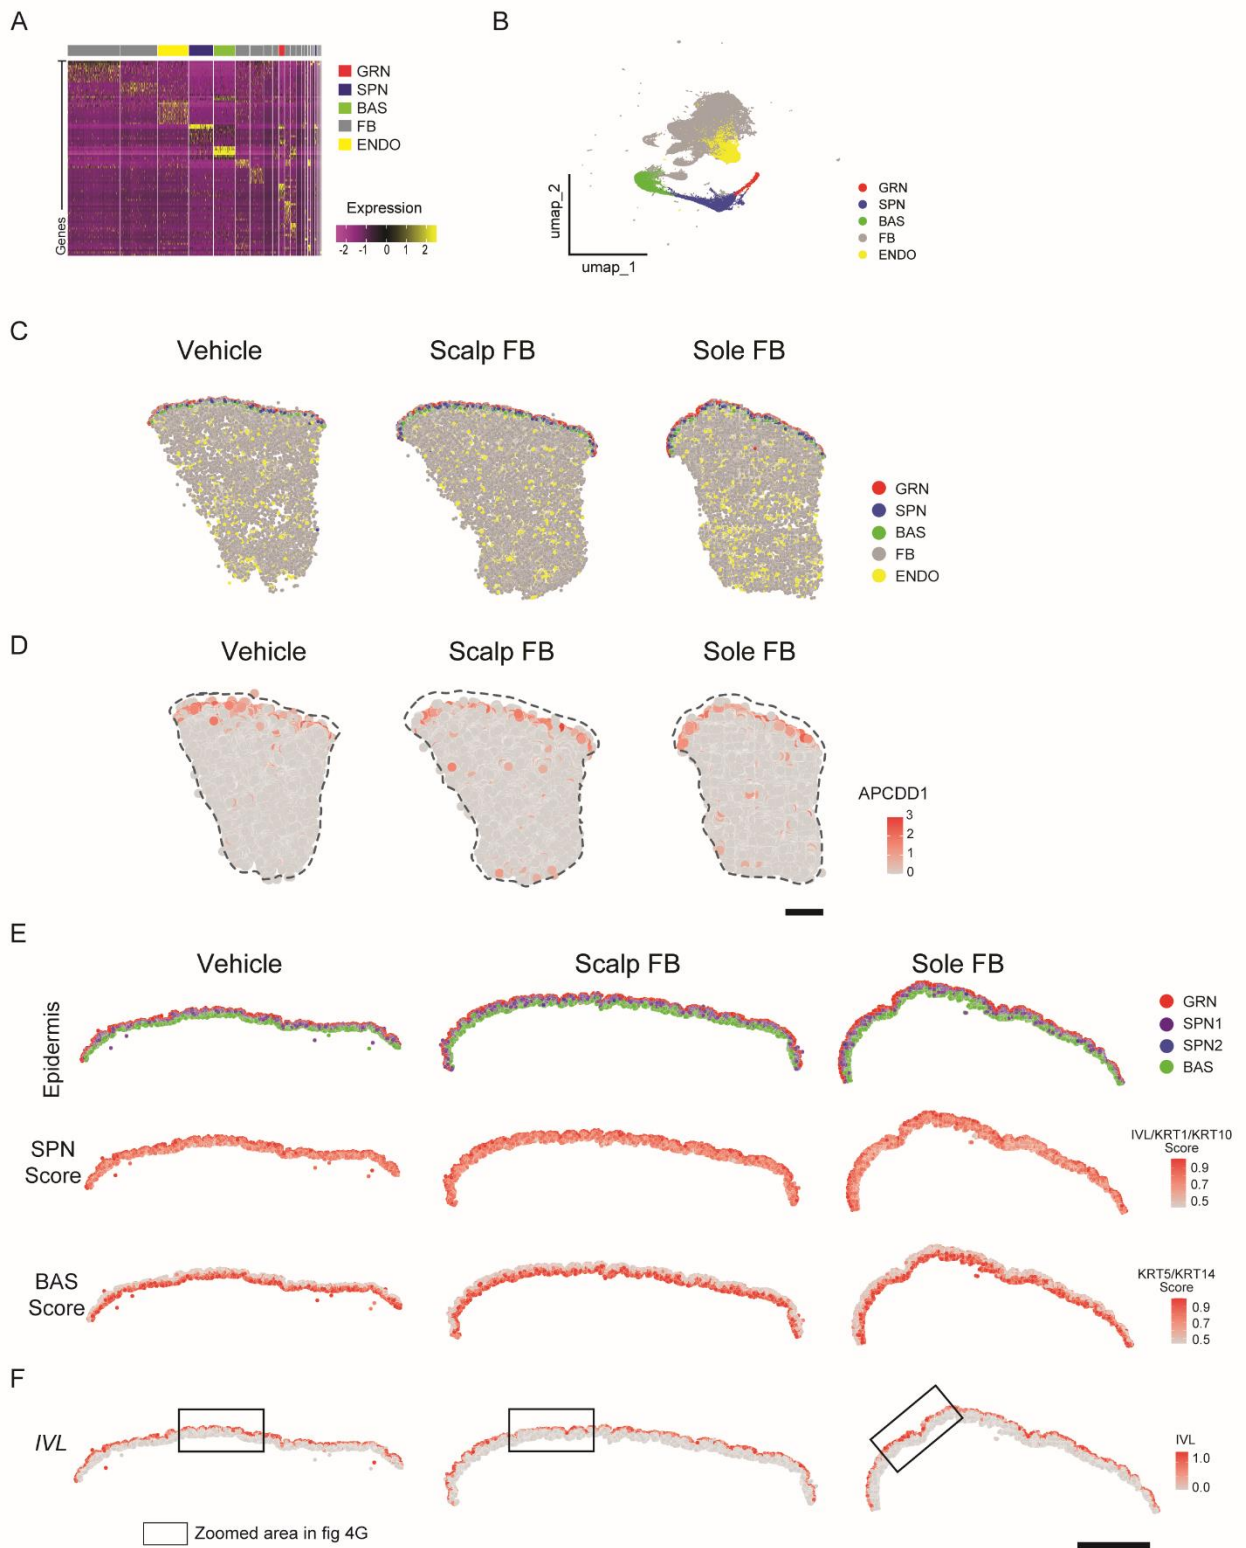 A
GRN
SPN
BAS
FB
ENDO
Genes
Expression
-2 -1 0 1 2
B
umap_2
umap_1
GRN
SPN
BAS
FB
ENDO
C
Vehicle Scalp FB Sole FB
GRN
SPN
BAS
FB
ENDO
D
Vehicle Scalp FB Sole FB
APCDD1
3
2
1
0
E
Vehicle Scalp FB Sole FB
Epidermis
GRN
SPN1
SPN2
BAS
SPN
Score
IVL/KRT1/KRT10
Score
0.9
0.7
0.5
BAS
Score
KRT5/KRT14
Score
0.9
0.7
0.5
F
IVL
IVL
1.0
0.0
Zoomed area in fig 4G